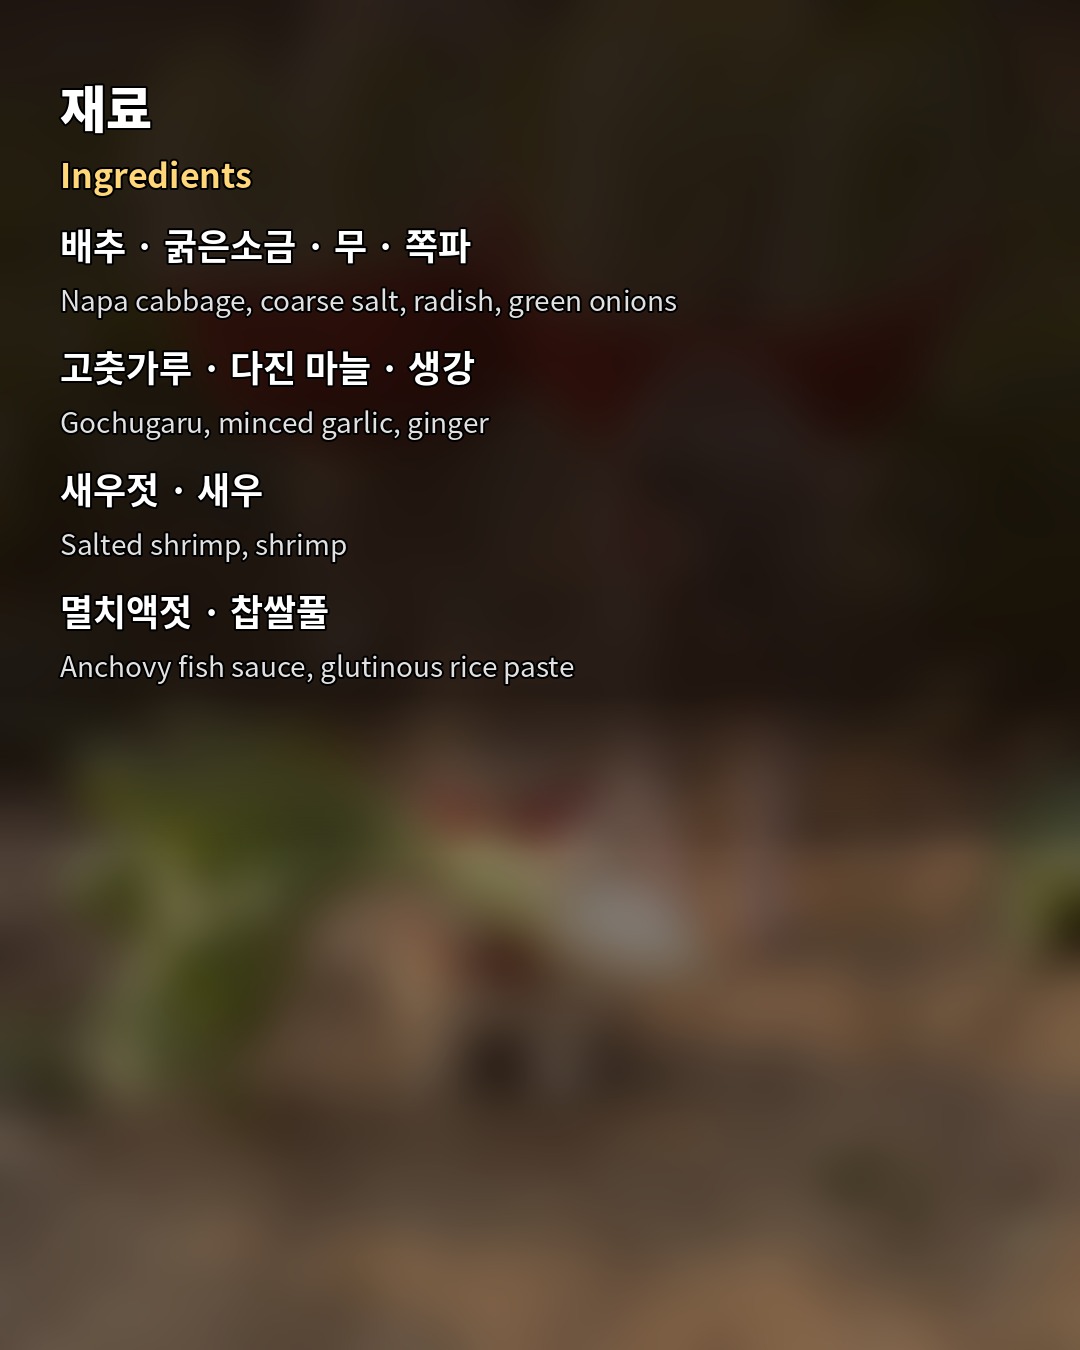 재료
Ingredients
배추 · 굵은소금 · 무 · 쪽파
Napa cabbage, coarse salt, radish, green onions
고춧가루 · 다진 마늘 · 생강
Gochugaru, minced garlic, ginger
새우젓 · 새우
Salted shrimp, shrimp
멸치액젓 · 찹쌀풀
Anchovy fish sauce, glutinous rice paste